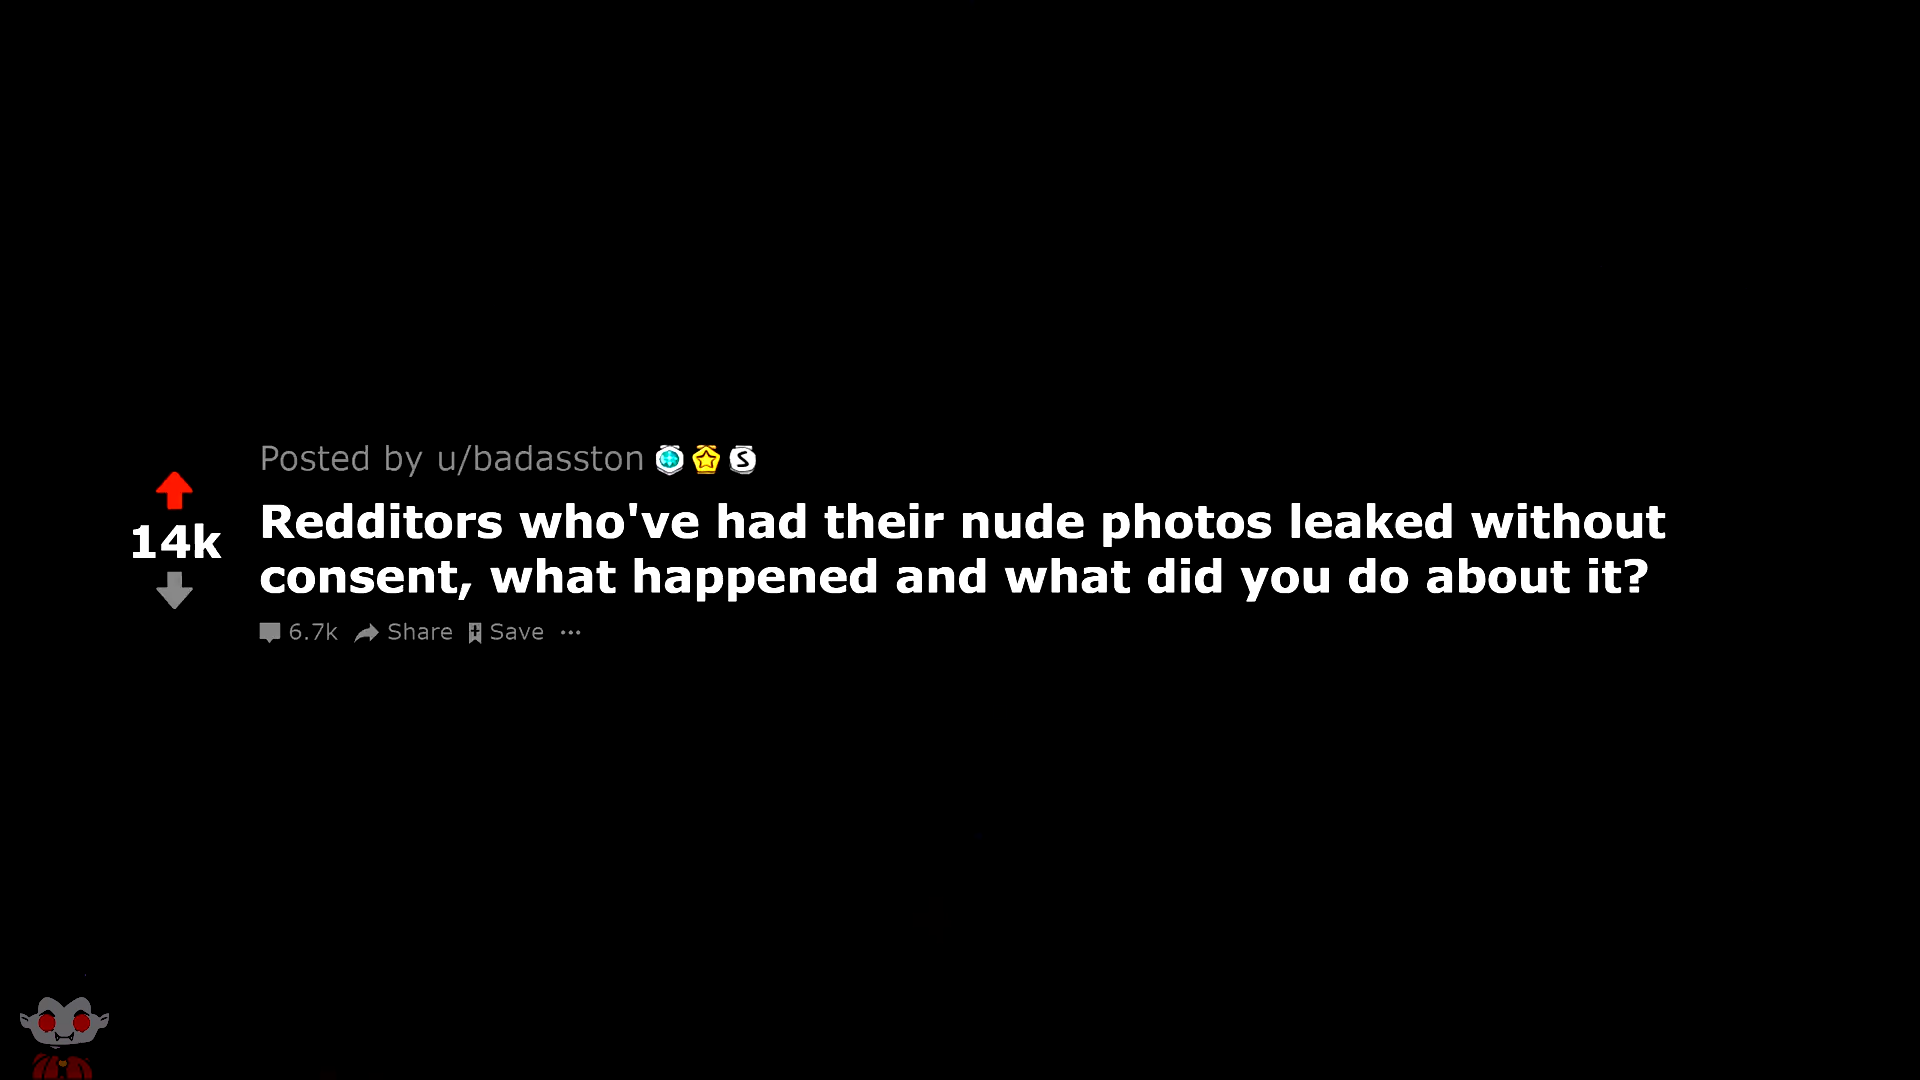 Posted by u/badasston
14k
Redditors who've had their nude photos leaked without
consent, what happened and what did you do about it?
6.7k Share Save ...